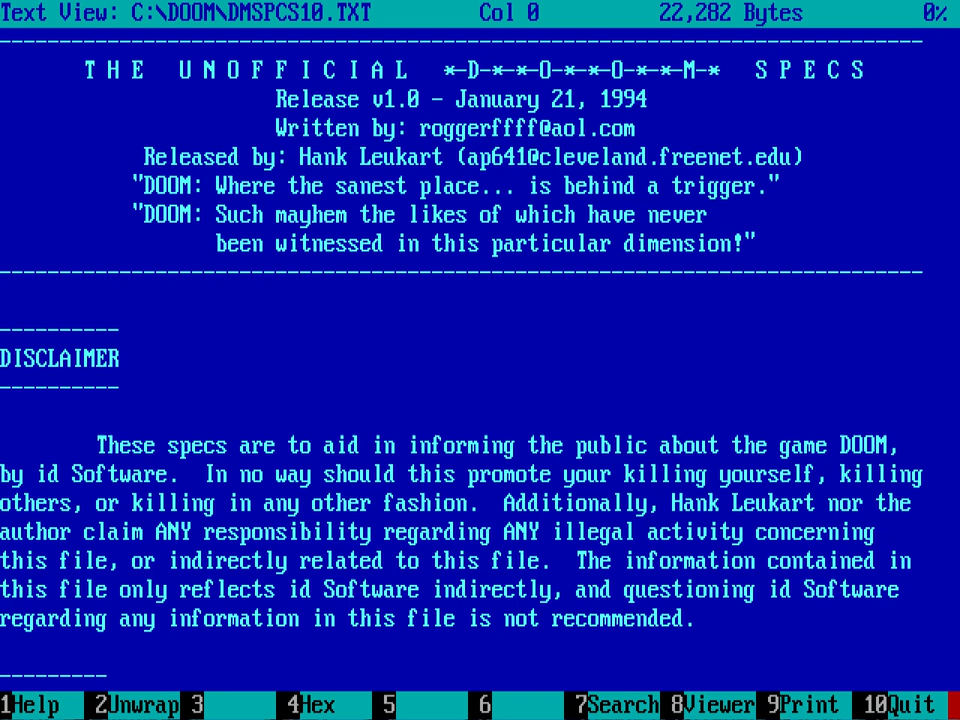 Text View: C:\DOOM\DMSPCS10.TXT Col 0 22,282 Bytes 0%
-----------------------------------------------------------------------------
T H E U N O F F I C I A L *-D-*-*-O-*-*-O-*-*-M-* S P E C S
Release v1.0 - January 21, 1994
Written by: roggerffff@aol.com
Released by: Hank Leukart (ap641@cleveland.freenet.edu)
"DOOM: Where the sanest place... is behind a trigger."
"DOOM: Such mayhem the likes of which have never
been witnessed in this particular dimension!"
-----------------------------------------------------------------------------
----------
DISCLAIMER
----------
These specs are to aid in informing the public about the game DOOM,
by id Software. In no way should this promote your killing yourself, killing
others, or killing in any other fashion. Additionally, Hank Leukart nor the
author claim ANY responsibility regarding ANY illegal activity concerning
this file, or indirectly related to this file. The information contained in
this file only reflects id Software indirectly, and questioning id Software
regarding any information in this file is not recommended.
---------
1Help 2Unwrap 3 4Hex 5 6 7Search 8Viewer 9Print 10Quit